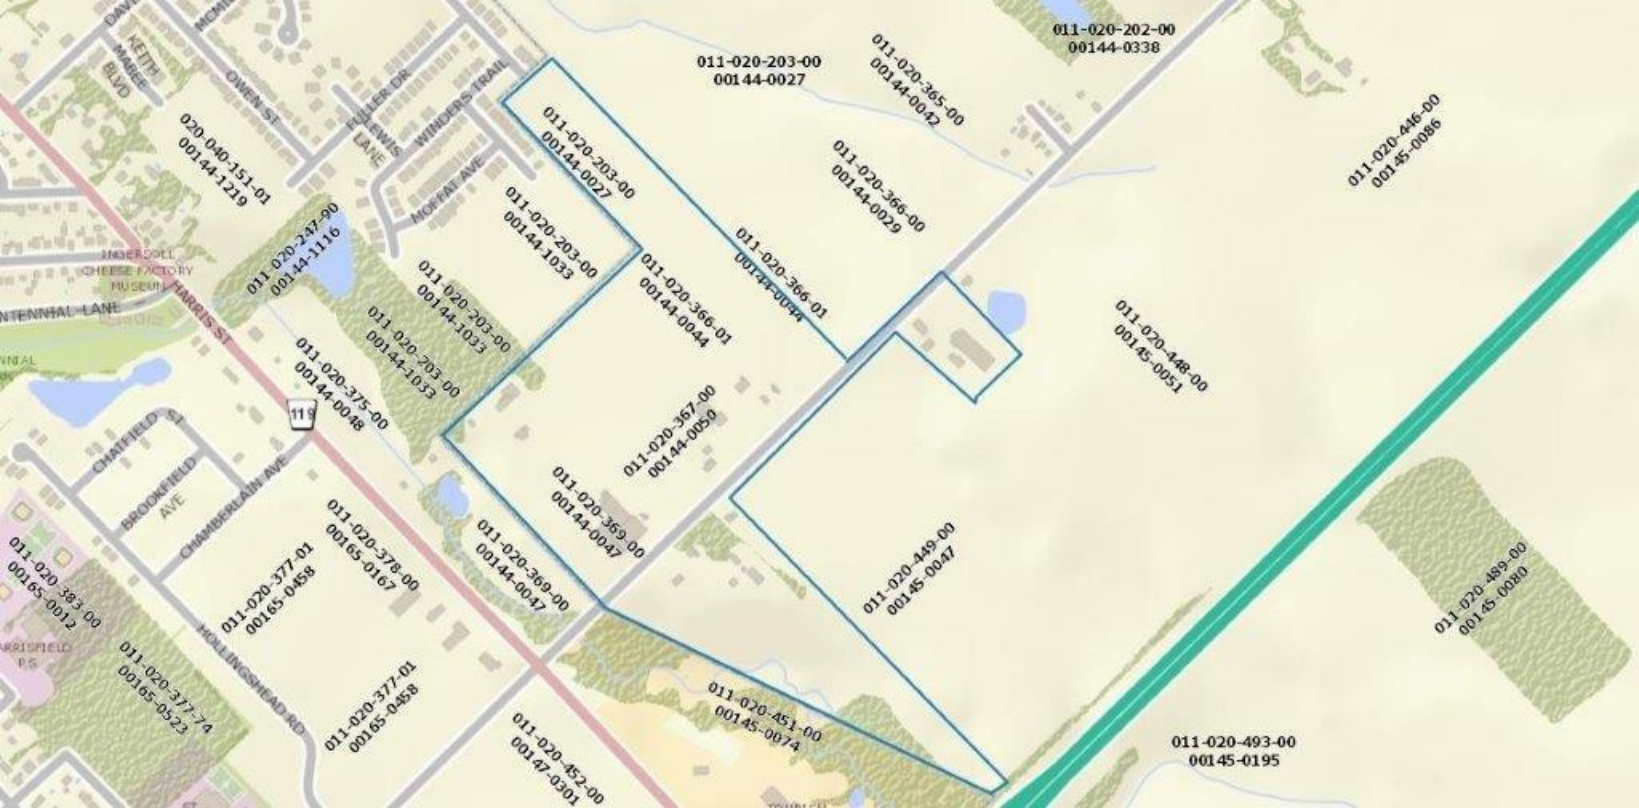 DAVI
MCMI
KEITH
MABEE
BLVD
OWEN ST
FULLER DR
LEWIS
LANE
WINDERS TRAIL
MOFFAT AVE
020-040-151-01
00144-1219
011-020-247-90
00144-1116
INGERSOLL
CHEESE FACTORY
MUSEUM
NTENNIAL LANE
NNIAL
HARRIS ST
011-020-203-00
00144-0027
011-020-203-00
00144-1033
011-020-203-00
00144-1033
011-020-203-00
00144-1033
011-020-203-00
00144-0027
011-020-365-00
00144-0042
011-020-202-00
00144-0338
011-020-366-00
00144-0029
011-020-366-01
00144-0044
011-020-366-01
00144-0044
011-020-446-00
00145-0086
011-020-448-00
00145-0051
011-020-375-00
00144-0048
119
CHATFIELD ST
BROOKFIELD
AVE
CHAMBERLAIN AVE
011-020-367-00
00144-0050
011-020-369-00
00144-0047
011-020-369-00
00144-0047
011-020-378-00
00165-0167
011-020-377-01
00165-0458
011-020-383-00
00165-0012
ARRISFIELD
P.S.
HOLLINGSHEAD RD
011-020-377-74
00165-0523
011-020-377-01
00165-0458
011-020-449-00
00145-0047
011-020-489-00
00145-0080
011-020-451-00
00145-0074
011-020-452-00
00147-0301
011-020-493-00
00145-0195
ST